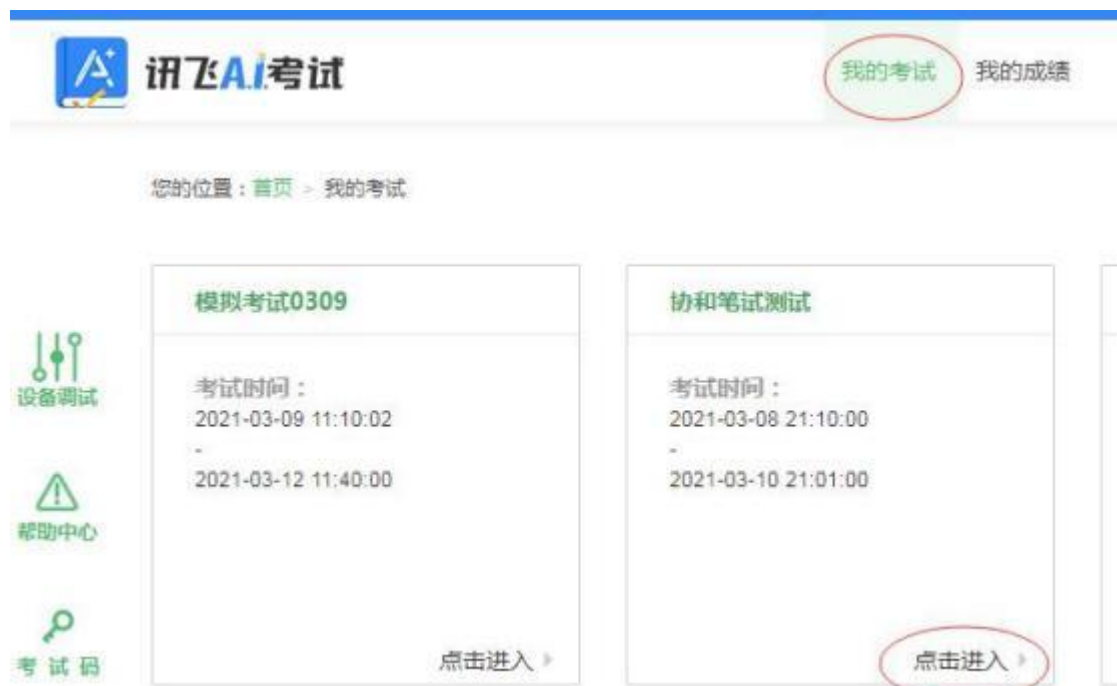 讯飞A.I.考试
我的考试 我的成绩
您的位置：首页 > 我的考试
模拟考试0309
考试时间：
2021-03-09 11:10:02
-
2021-03-12 11:40:00
点击进入
协和笔试测试
考试时间：
2021-03-08 21:10:00
-
2021-03-10 21:01:00
点击进入
设备调试
帮助中心
考试码